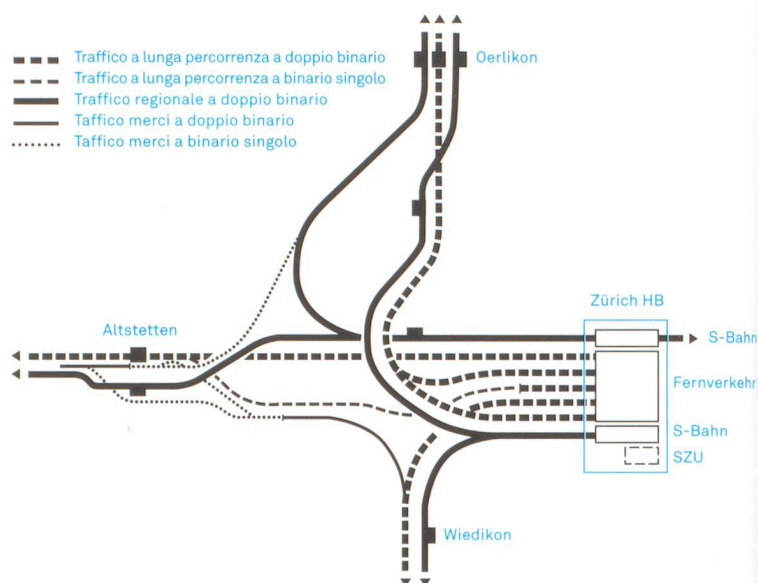 Traffico a lunga percorrenza a doppio binario
Traffico a lunga percorrenza a binario singolo
Traffico regionale a doppio binario
Taffico merci a doppio binario
Taffico merci a binario singolo
Oerlikon
Zürich HB
Altstetten
S-Bahn
Fernverkehr
S-Bahn
SZU
Wiedikon